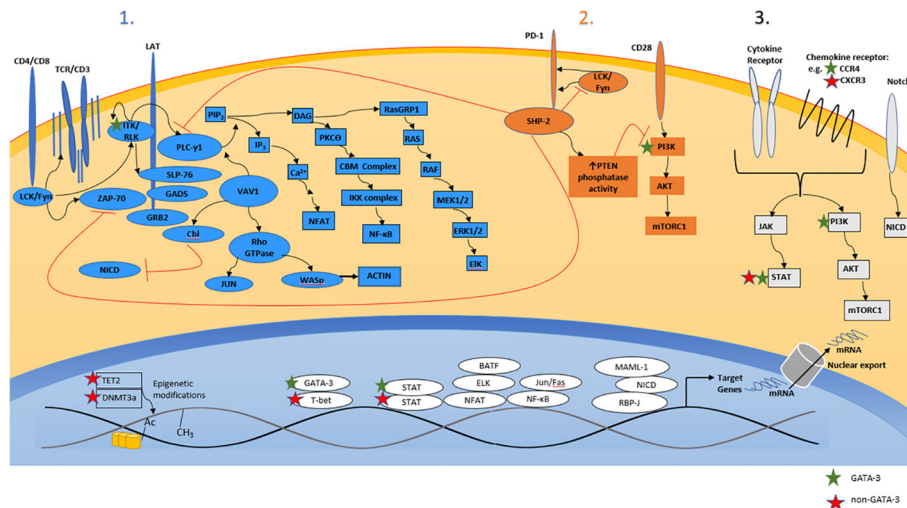 1.
2.
3.
CD4/CD8
TCR/CD3
LAT
ITK/
RLK
PLC-γ1
SLP-76
GADS
GRB2
LCK/Fyn
ZAP-70
VAV1
Cbl
NICD
Rho
GTPase
JUN
WASp
ACTIN
PIP2
IP3
Ca2+
NFAT
DAG
PKCΘ
CBM Complex
IKK complex
NF-κB
RasGRP1
RAS
RAF
MEK1/2
ERK1/2
ElK
PD-1
LCK/
Fyn
SHP-2
↑PTEN
phosphatase
activity
CD28
PI3K
AKT
mTORC1
Cytokine
Receptor
Chemokine receptor:
e.g. CCR4
CXCR3
Notch
JAK
STAT
PI3K
AKT
mTORC1
NICD
TET2
DNMT3a
Epigenetic
modifications
Ac
CH3
GATA-3
T-bet
STAT
STAT
BATF
ELK
NFAT
Jun/Fas
NF-κB
MAML-1
NICD
RBP-J
Target
Genes
mRNA
Nuclear export
mRNA
GATA-3
non-GATA-3